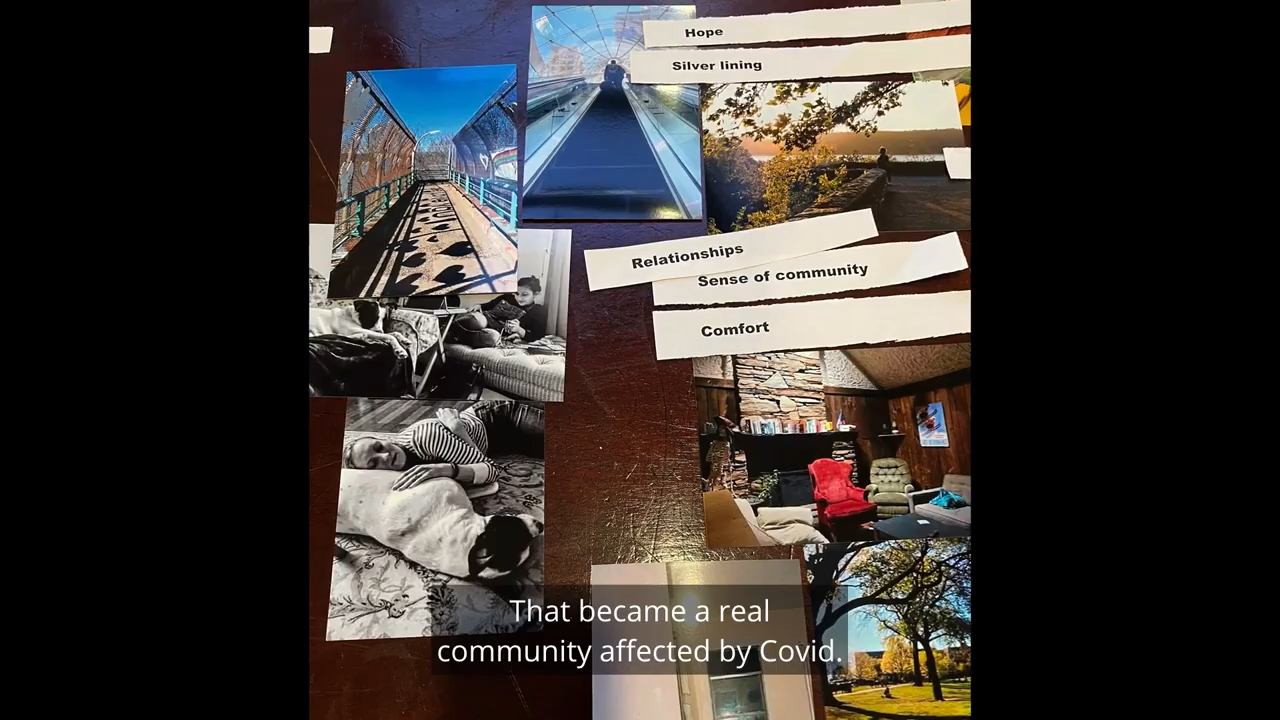 Hope
Silver lining
Relationships
Sense of community
Comfort
That became a real
community affected by Covid.